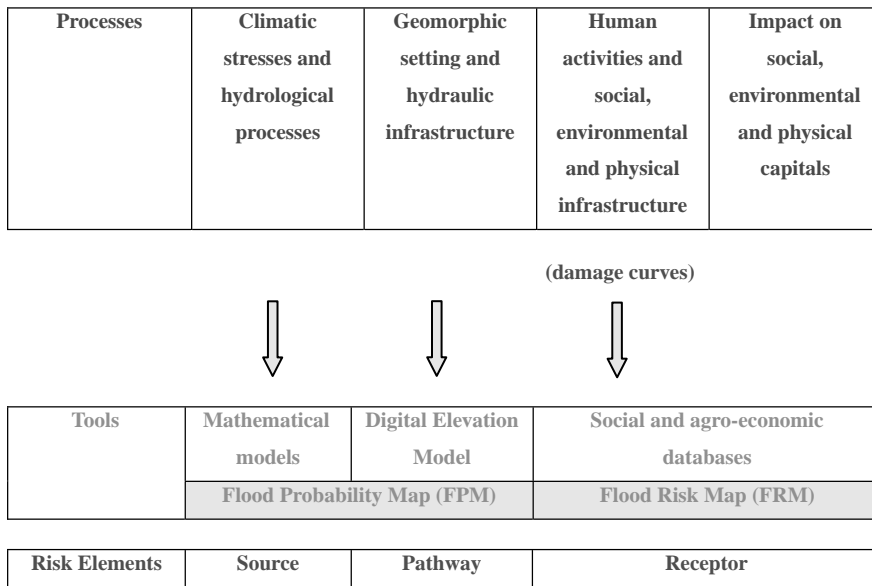 Processes
Climatic
stresses and
hydrological
processes
Geomorphic
setting and
hydraulic
infrastructure
Human
activities and
social,
environmental
and physical
infrastructure
Impact on
social,
environmental
and physical
capitals
(damage curves)
Tools
Mathematical
models
Digital Elevation
Model
Social and agro-economic
databases
Flood Probability Map (FPM)
Flood Risk Map (FRM)
Risk Elements
Source
Pathway
Receptor